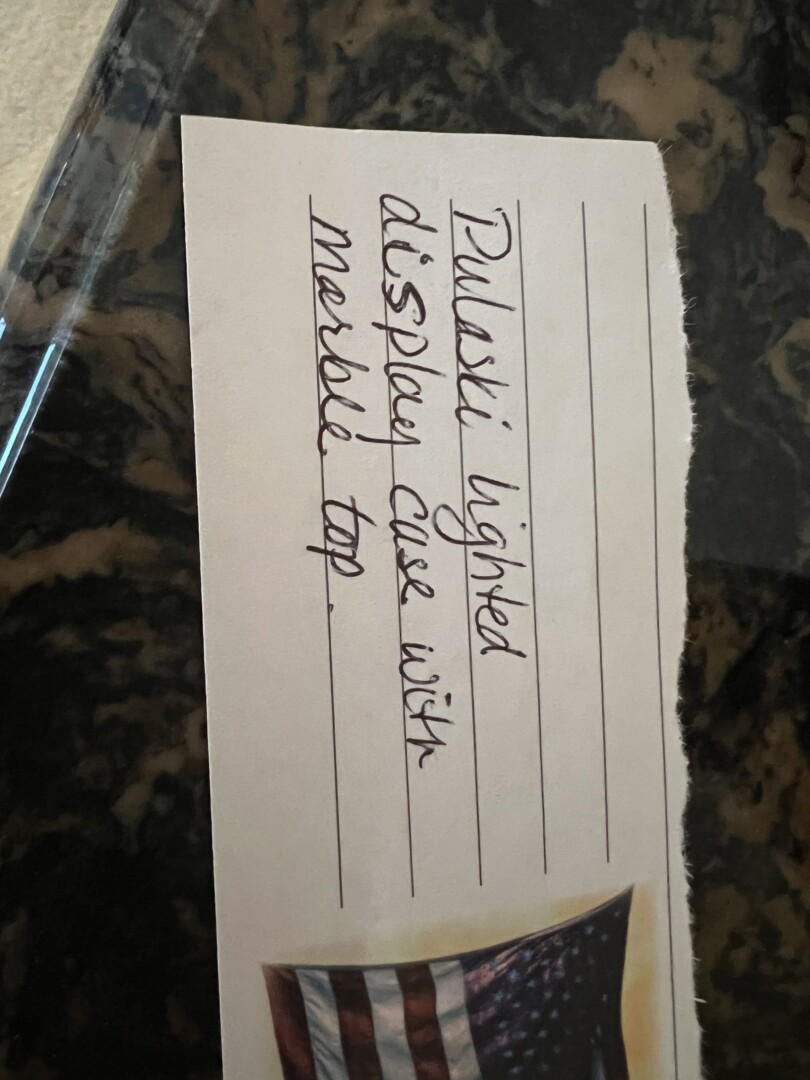 Pulaski lighted
display case with
marble top.